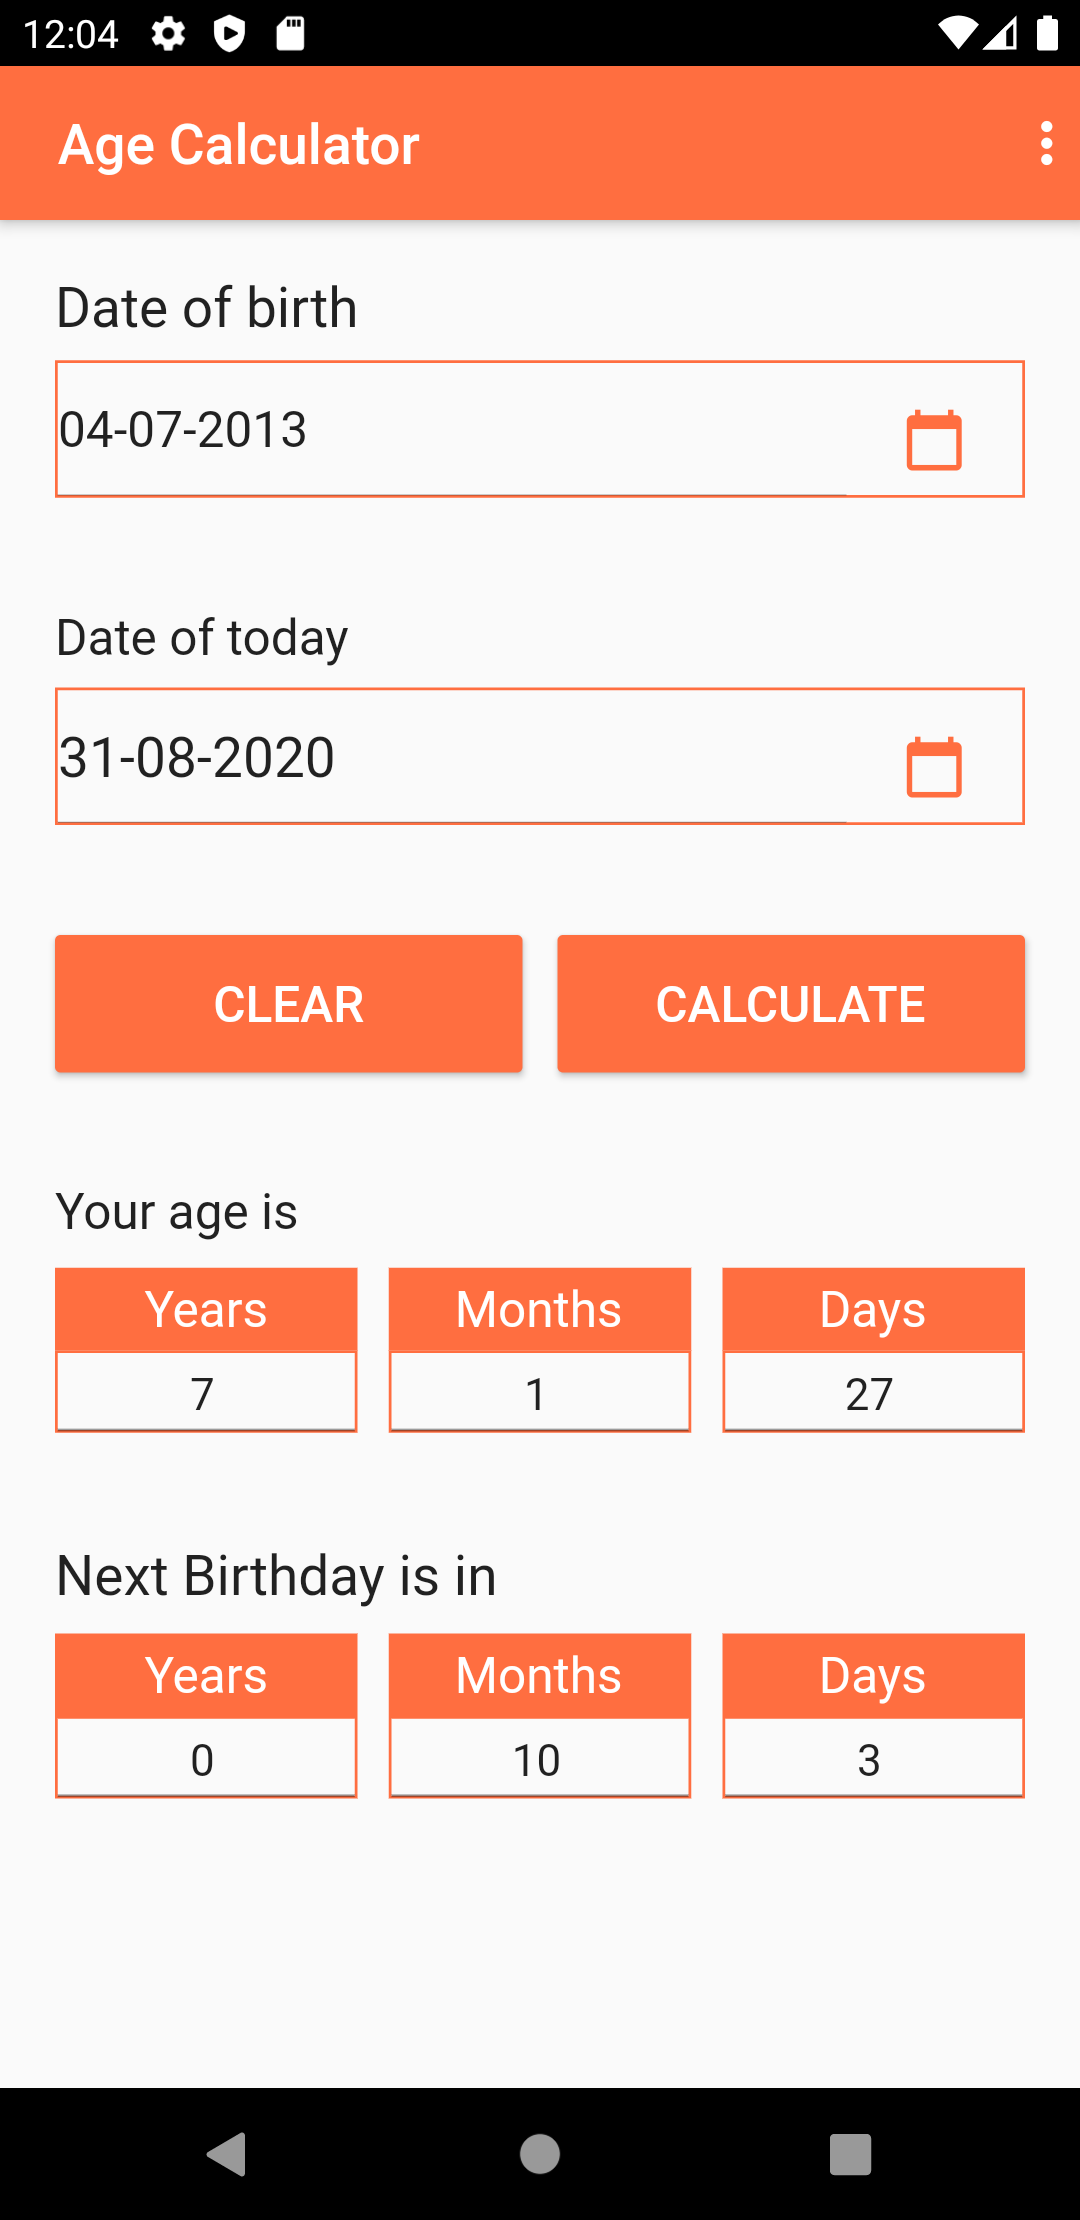 12:04
Age Calculator
Date of birth
04-07-2013
Date of today
31-08-2020
CLEAR CALCULATE
Your age is
Years Months Days
7 1 27
Next Birthday is in
Years Months Days
0 10 3